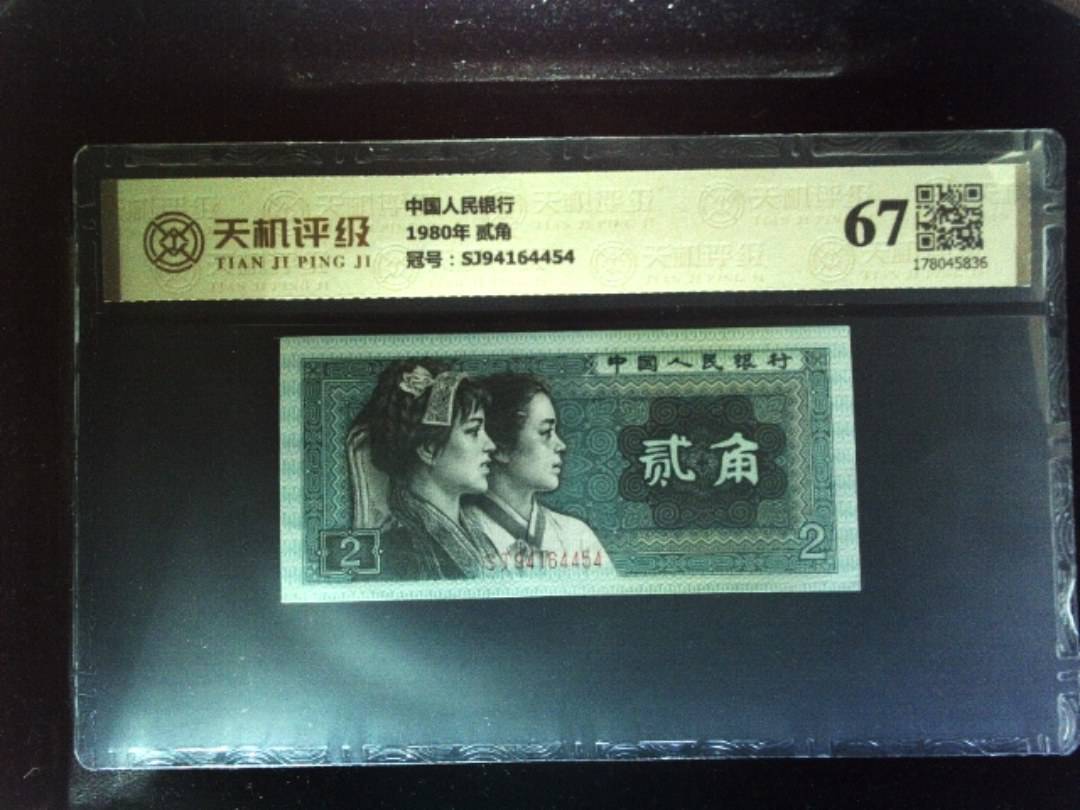 天机评级
TIAN JI PING JI
中国人民银行
1980年 贰角
冠号：SJ94164454
67
178045836
中国人民银行
贰角
2
2
SJ94164454